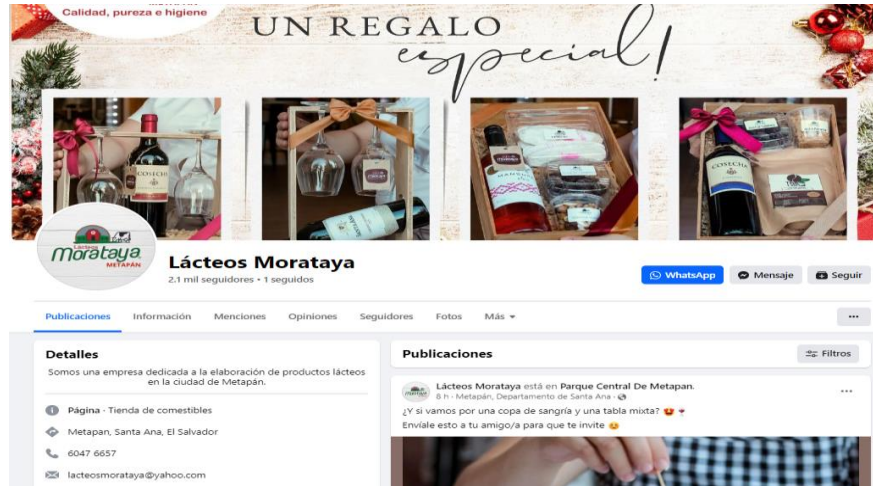 Calidad, pureza e higiene
UN REGALO
especial!
COSECHA
COSECHA
Lácteos
Morataya
METAPÁN
Lácteos Morataya
2.1 mil seguidores • 1 seguidos
WhatsApp
Mensaje
Seguir
Publicaciones
Información
Menciones
Opiniones
Seguidores
Fotos
Más
Detalles
Somos una empresa dedicada a la elaboración de productos lácteos
en la ciudad de Metapán.
Página · Tienda de comestibles
Metapan, Santa Ana, El Salvador
6047 6657
lacteosmorataya@yahoo.com
Publicaciones
Filtros
Lácteos Morataya está en Parque Central De Metapan.
8 h · Metapán, Departamento de Santa Ana ·
¿Y si vamos por una copa de sangría y una tabla mixta?
Envíale esto a tu amigo/a para que te invite